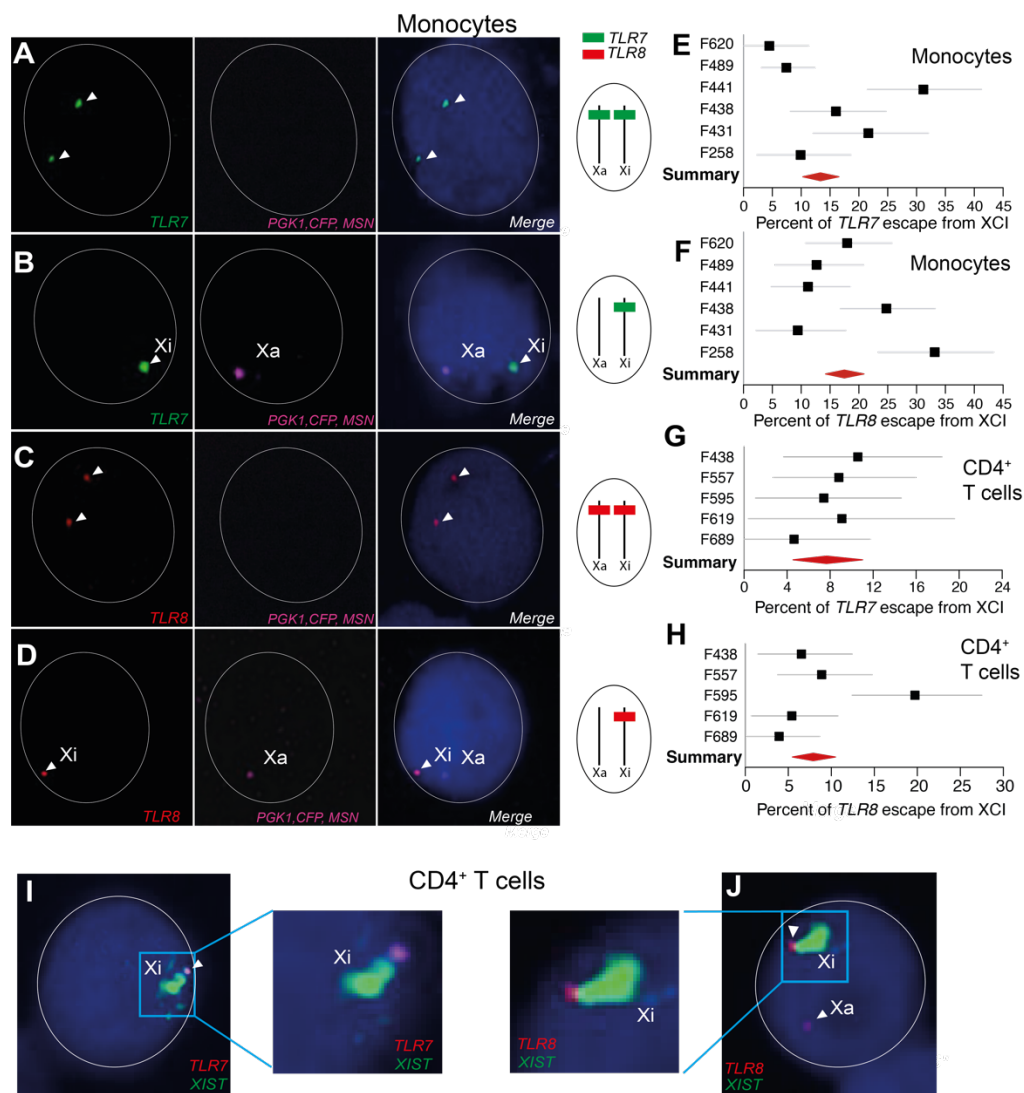 Monocytes
A
TLR7
PGK1,CFP, MSN
Merge
B
Xi
TLR7
Xa
PGK1,CFP, MSN
Xa
Xi
Merge
C
TLR8
PGK1,CFP, MSN
Merge
D
Xi
TLR8
Xa
PGK1,CFP, MSN
Xi Xa
Merge
TLR7
TLR8
Xa Xi
Xa Xi
Xa Xi
Xa Xi
E
Monocytes
F620
F489
F441
F438
F431
F258
Summary
0 5 10 15 20 25 30 35 40 45
Percent of TLR7 escape from XCI
F
Monocytes
F620
F489
F441
F438
F431
F258
Summary
0 5 10 15 20 25 30 35 40 45
Percent of TLR8 escape from XCI
G
CD4+
T cells
F438
F557
F595
F619
F689
Summary
0 4 8 12 16 20 24
Percent of TLR7 escape from XCI
H
CD4+
T cells
F438
F557
F595
F619
F689
Summary
0 5 10 15 20 25 30
Percent of TLR8 escape from XCI
CD4+ T cells
I
Xi
TLR7
XIST
Xi
TLR7
XIST
Xi
TLR8
XIST
J
Xi
Xa
TLR8
XIST